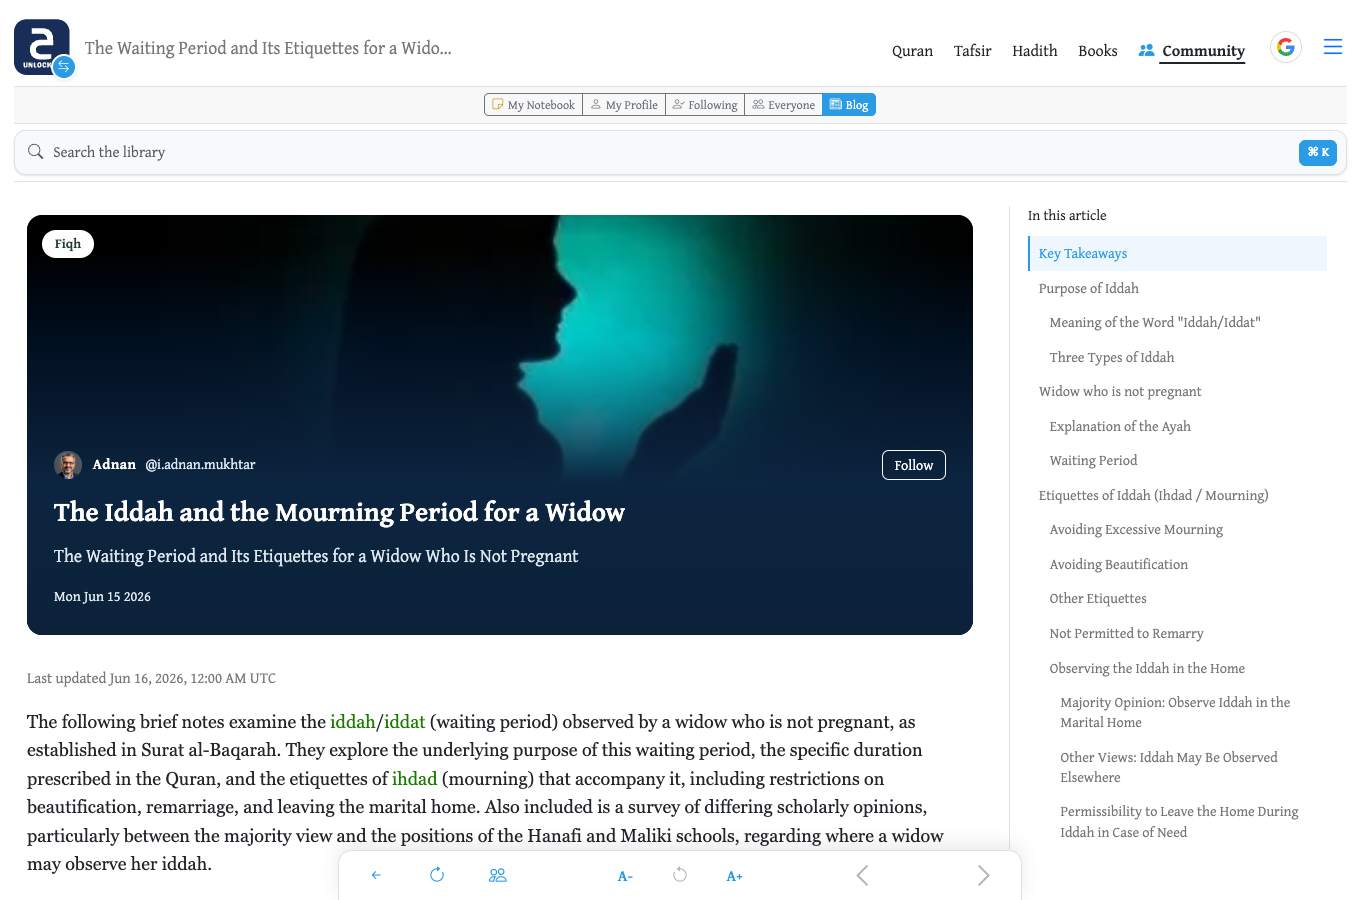 UNLOCK
The Waiting Period and Its Etiquettes for a Wido...
Quran
Tafsir
Hadith
Books
Community
My Notebook
My Profile
Following
Everyone
Blog
Search the library
⌘ K
Fiqh
Adnan @i.adnan.mukhtar
Follow
The Iddah and the Mourning Period for a Widow
The Waiting Period and Its Etiquettes for a Widow Who Is Not Pregnant
Mon Jun 15 2026
Last updated Jun 16, 2026, 12:00 AM UTC
The following brief notes examine the iddah/iddat (waiting period) observed by a widow who is not pregnant, as
established in Surat al-Baqarah. They explore the underlying purpose of this waiting period, the specific duration
prescribed in the Quran, and the etiquettes of ihdad (mourning) that accompany it, including restrictions on
beautification, remarriage, and leaving the marital home. Also included is a survey of differing scholarly opinions,
particularly between the majority view and the positions of the Hanafi and Maliki schools, regarding where a widow
may observe her iddah.
In this article
Key Takeaways
Purpose of Iddah
Meaning of the Word "Iddah/Iddat"
Three Types of Iddah
Widow who is not pregnant
Explanation of the Ayah
Waiting Period
Etiquettes of Iddah (Ihdad / Mourning)
Avoiding Excessive Mourning
Avoiding Beautification
Other Etiquettes
Not Permitted to Remarry
Observing the Iddah in the Home
Majority Opinion: Observe Iddah in the
Marital Home
Other Views: Iddah May Be Observed
Elsewhere
Permissibility to Leave the Home During
Iddah in Case of Need
A-
A+